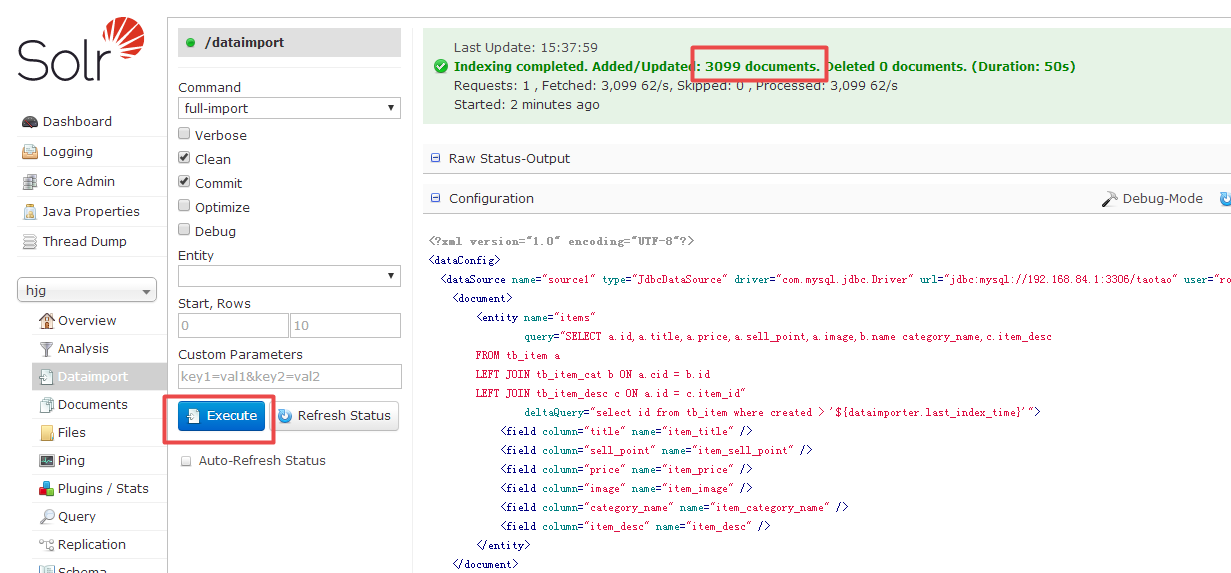 Solr
Dashboard
Logging
Core Admin
Java Properties
Thread Dump
hjg
Overview
Analysis
Dataimport
Documents
Files
Ping
Plugins / Stats
Query
Replication
Schema
/dataimport
Command
full-import
Verbose
Clean
Commit
Optimize
Debug
Entity
Start, Rows
0 10
Custom Parameters
key1=val1&key2=val2
Execute Refresh Status
Auto-Refresh Status
Last Update: 15:37:59
Indexing completed. Added/Updated: 3099 documents. Deleted 0 documents. (Duration: 50s)
Requests: 1 , Fetched: 3,099 62/s, Skipped: 0 , Processed: 3,099 62/s
Started: 2 minutes ago
Raw Status-Output
Configuration Debug-Mode
<?xml version="1.0" encoding="UTF-8"?>
<dataConfig>
<dataSource name="source1" type="JdbcDataSource" driver="com.mysql.jdbc.Driver" url="jdbc:mysql://192.168.84.1:3306/taotao" user="ro
<document>
<entity name="items"
query="SELECT a.id,a.title,a.price,a.sell_point,a.image,b.name category_name,c.item_desc
FROM tb_item a
LEFT JOIN tb_item_cat b ON a.cid = b.id
LEFT JOIN tb_item_desc c ON a.id = c.item_id"
deltaQuery="select id from tb_item where created > '${dataimporter.last_index_time}'">
<field column="title" name="item_title" />
<field column="sell_point" name="item_sell_point" />
<field column="price" name="item_price" />
<field column="image" name="item_image" />
<field column="category_name" name="item_category_name" />
<field column="item_desc" name="item_desc" />
</entity>
</document>